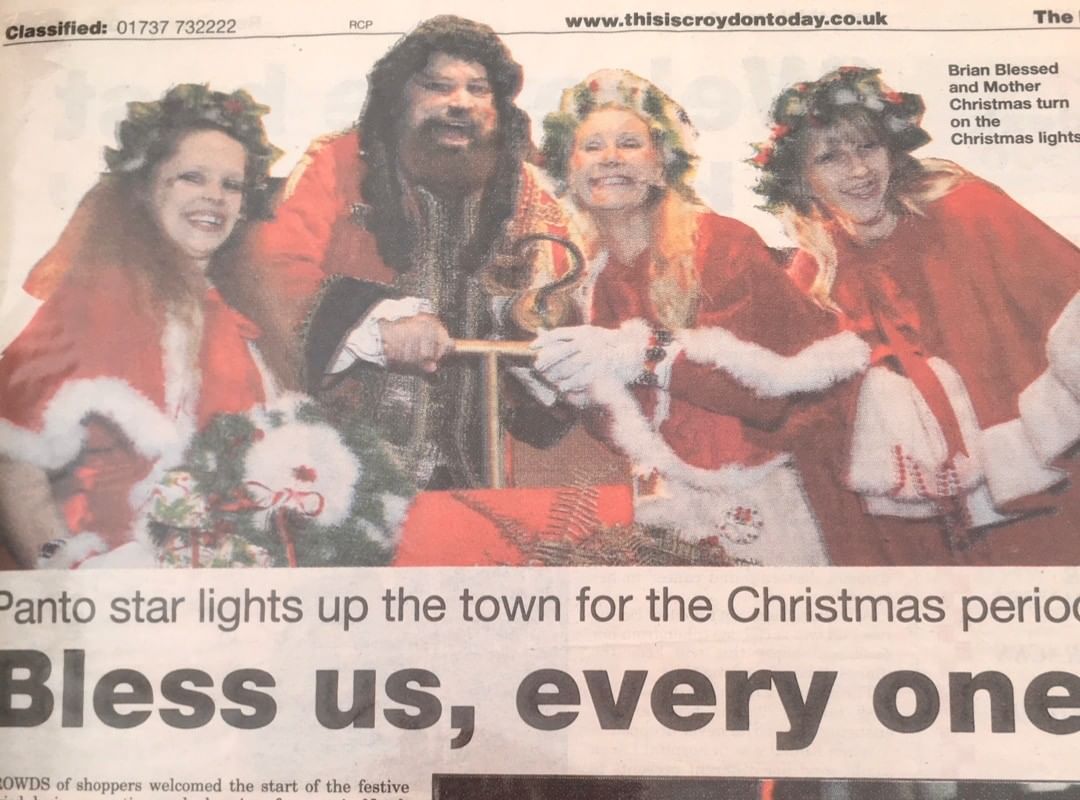 Classified: 01737 732222
RCP
www.thisiscroydontoday.co.uk
The
Brian Blessed
and Mother
Christmas turn
on the
Christmas lights
Panto star lights up the town for the Christmas perio
Bless us, every one
ROWDS of shoppers welcomed the start of the festive